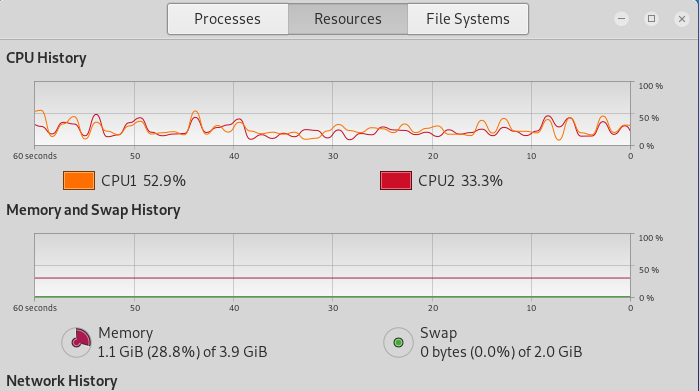 Processes Resources File Systems
CPU History
100 %
50 %
0 %
60 seconds 50 40 30 20 10 0
CPU1 52.9% CPU2 33.3%
Memory and Swap History
100 %
50 %
0 %
60 seconds 50 40 30 20 10 0
Memory Swap
1.1 GiB (28.8%) of 3.9 GiB 0 bytes (0.0%) of 2.0 GiB
Network History